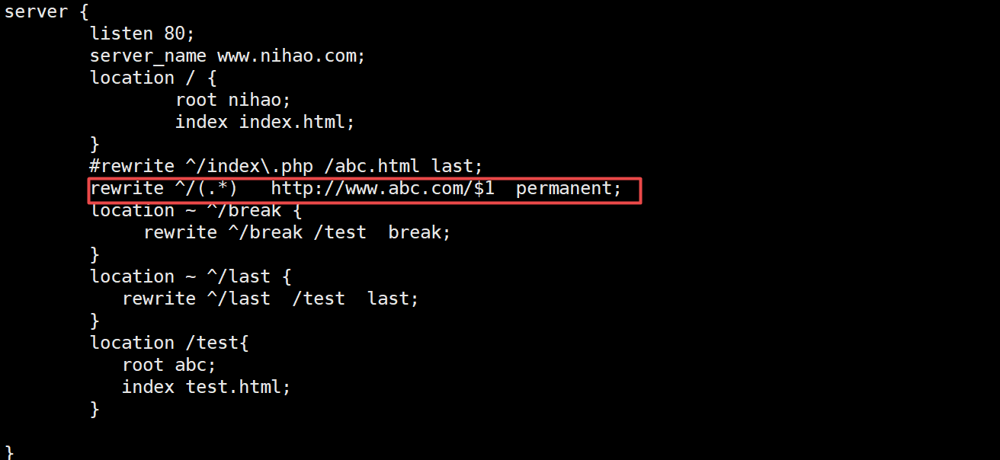 server {
        listen 80;
        server_name www.nihao.com;
        location / {
                root nihao;
                index index.html;
        }
        #rewrite ^/index\.php /abc.html last;
        rewrite ^/(.*)   http://www.abc.com/$1  permanent;
        location ~ ^/break {
             rewrite ^/break /test  break;
        }
        location ~ ^/last {
           rewrite ^/last  /test  last;
        }
        location /test{
           root abc;
           index test.html;
        }

}